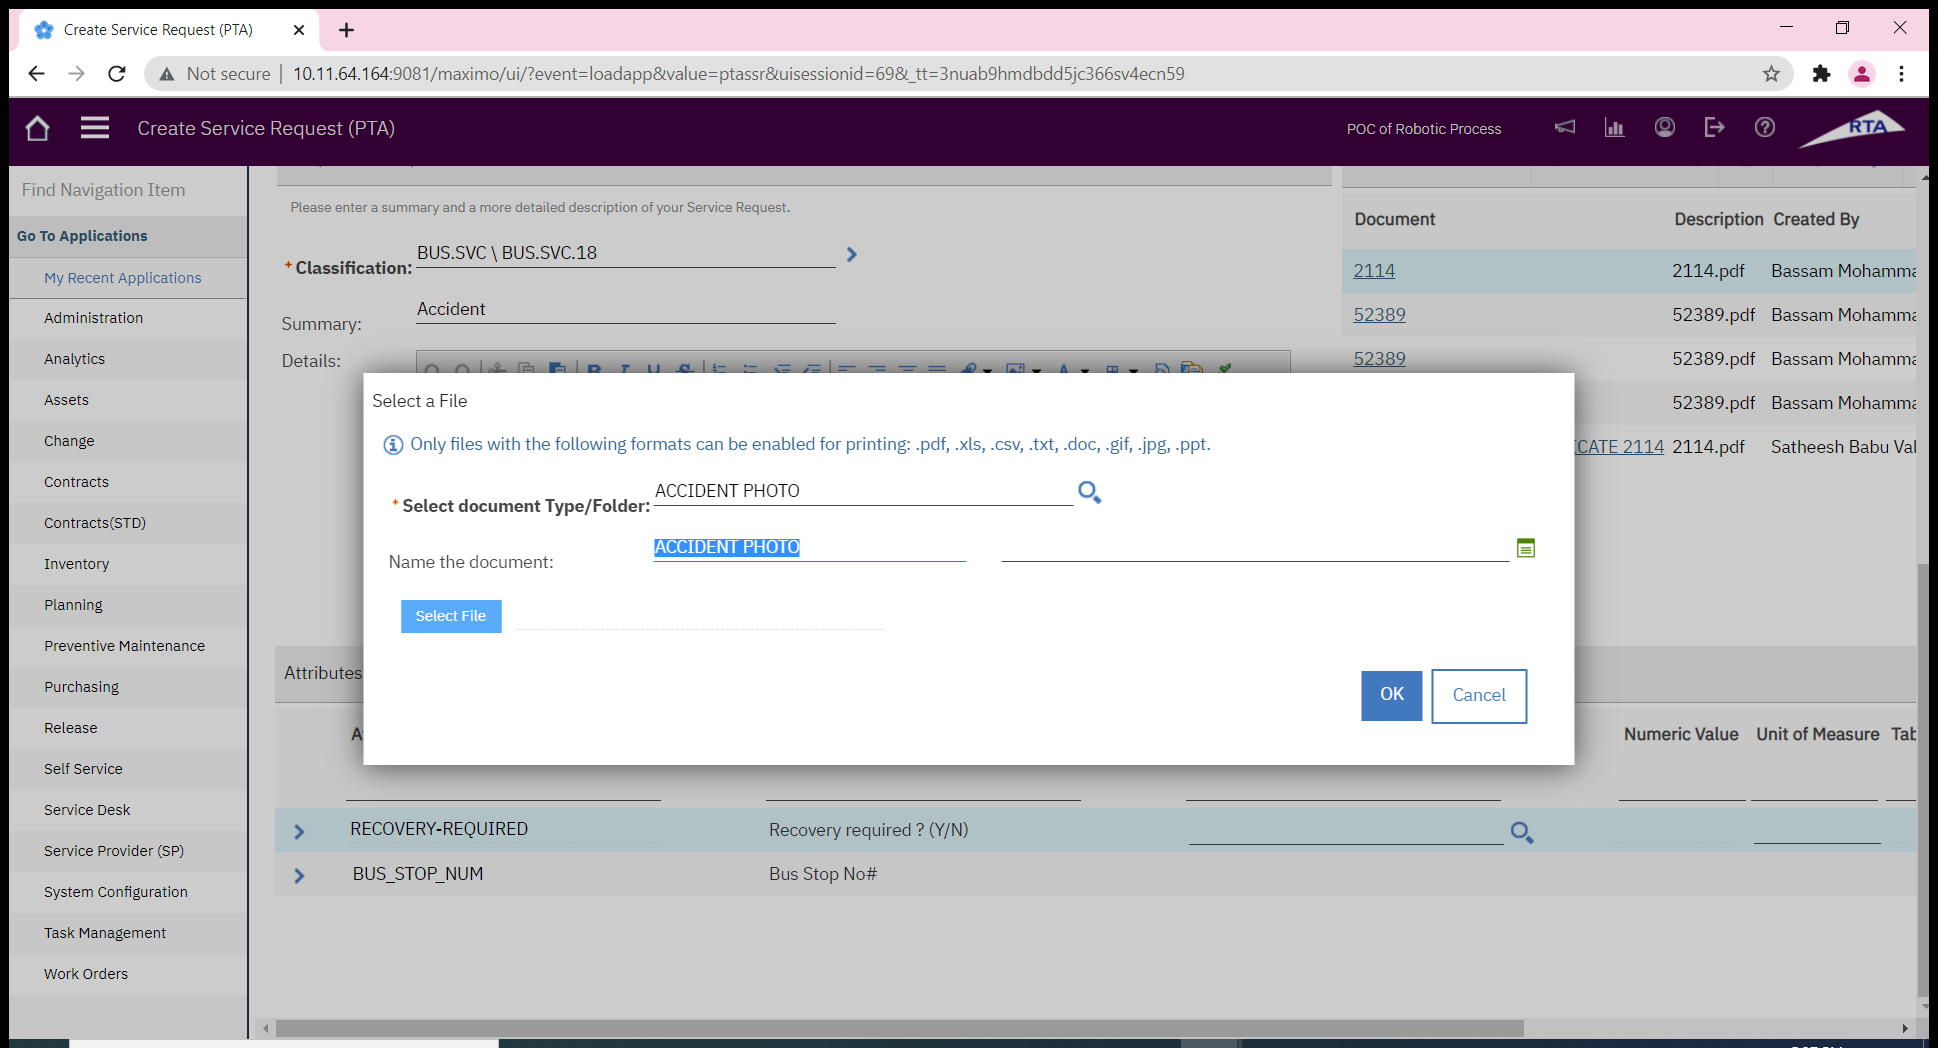 Create Service Request (PTA)
Not secure | 10.11.64.164:9081/maximo/ui/?event=loadapp&value=ptassr&uisessionid=69&_tt=3nuab9hmdbdd5jc366sv4ecn59
Create Service Request (PTA)
POC of Robotic Process
RTA
Find Navigation Item
Go To Applications
My Recent Applications
Administration
Analytics
Assets
Change
Contracts
Contracts(STD)
Inventory
Planning
Preventive Maintenance
Purchasing
Release
Self Service
Service Desk
Service Provider (SP)
System Configuration
Task Management
Work Orders
Please enter a summary and a more detailed description of your Service Request.
*Classification: BUS.SVC \ BUS.SVC.18
Summary: Accident
Details:
Document Description Created By
2114 2114.pdf Bassam Mohamma
52389 52389.pdf Bassam Mohamma
52389 52389.pdf Bassam Mohamma
52389.pdf Bassam Mohamma
CATE 2114 2114.pdf Satheesh Babu Val
Select a File
Only files with the following formats can be enabled for printing: .pdf, .xls, .csv, .txt, .doc, .gif, .jpg, .ppt.
*Select document Type/Folder: ACCIDENT PHOTO
Name the document: ACCIDENT PHOTO
Select File
OK Cancel
Attributes
Numeric Value Unit of Measure Tab
RECOVERY-REQUIRED Recovery required ? (Y/N)
BUS_STOP_NUM Bus Stop No#